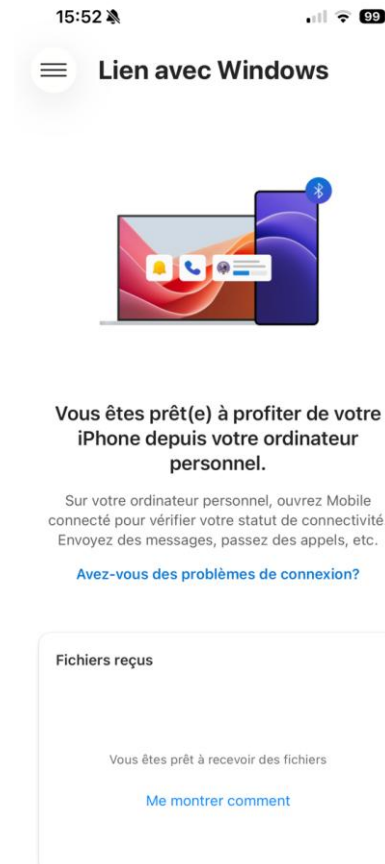 15:52
99
Lien avec Windows
Vous êtes prêt(e) à profiter de votre
iPhone depuis votre ordinateur
personnel.
Sur votre ordinateur personnel, ouvrez Mobile
connecté pour vérifier votre statut de connectivité.
Envoyez des messages, passez des appels, etc.
Avez-vous des problèmes de connexion?
Fichiers reçus
Vous êtes prêt à recevoir des fichiers
Me montrer comment